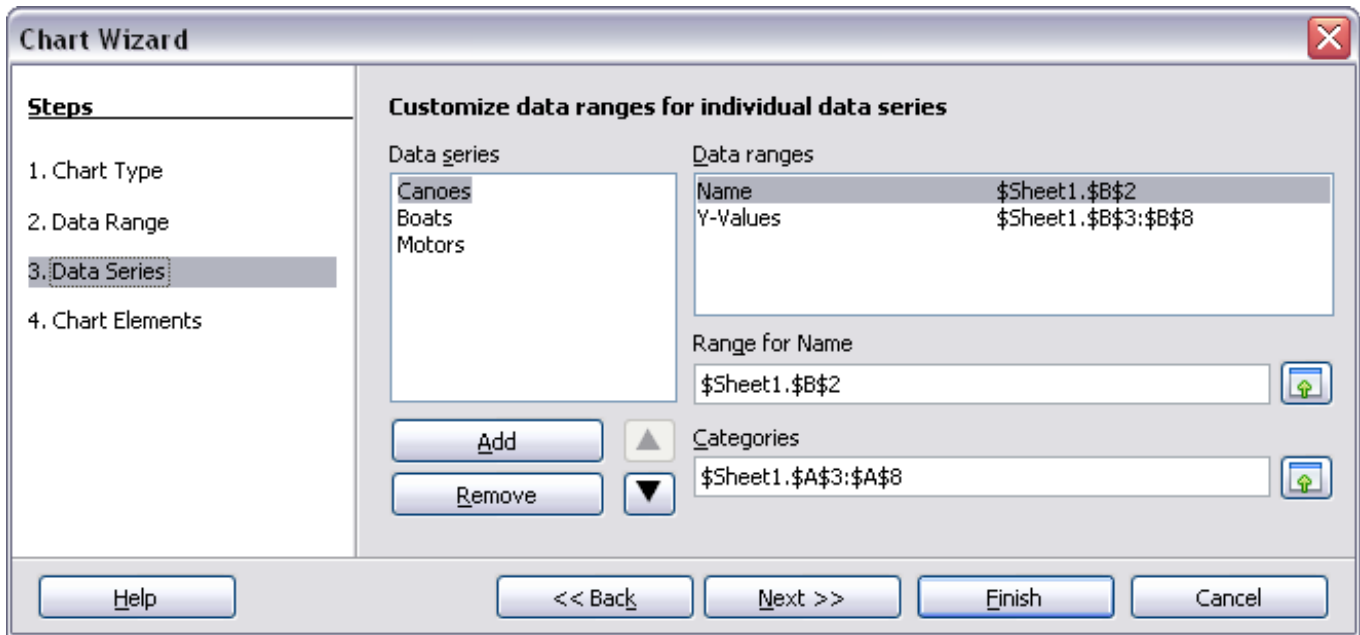 Chart Wizard
Steps
1. Chart Type
2. Data Range
3. Data Series
4. Chart Elements
Customize data ranges for individual data series
Data series
Canoes
Boats
Motors
Add
Remove
Data ranges
Name $Sheet1.$B$2
Y-Values $Sheet1.$B$3:$B$8
Range for Name
$Sheet1.$B$2
Categories
$Sheet1.$A$3:$A$8
Help
<< Back
Next >>
Finish
Cancel